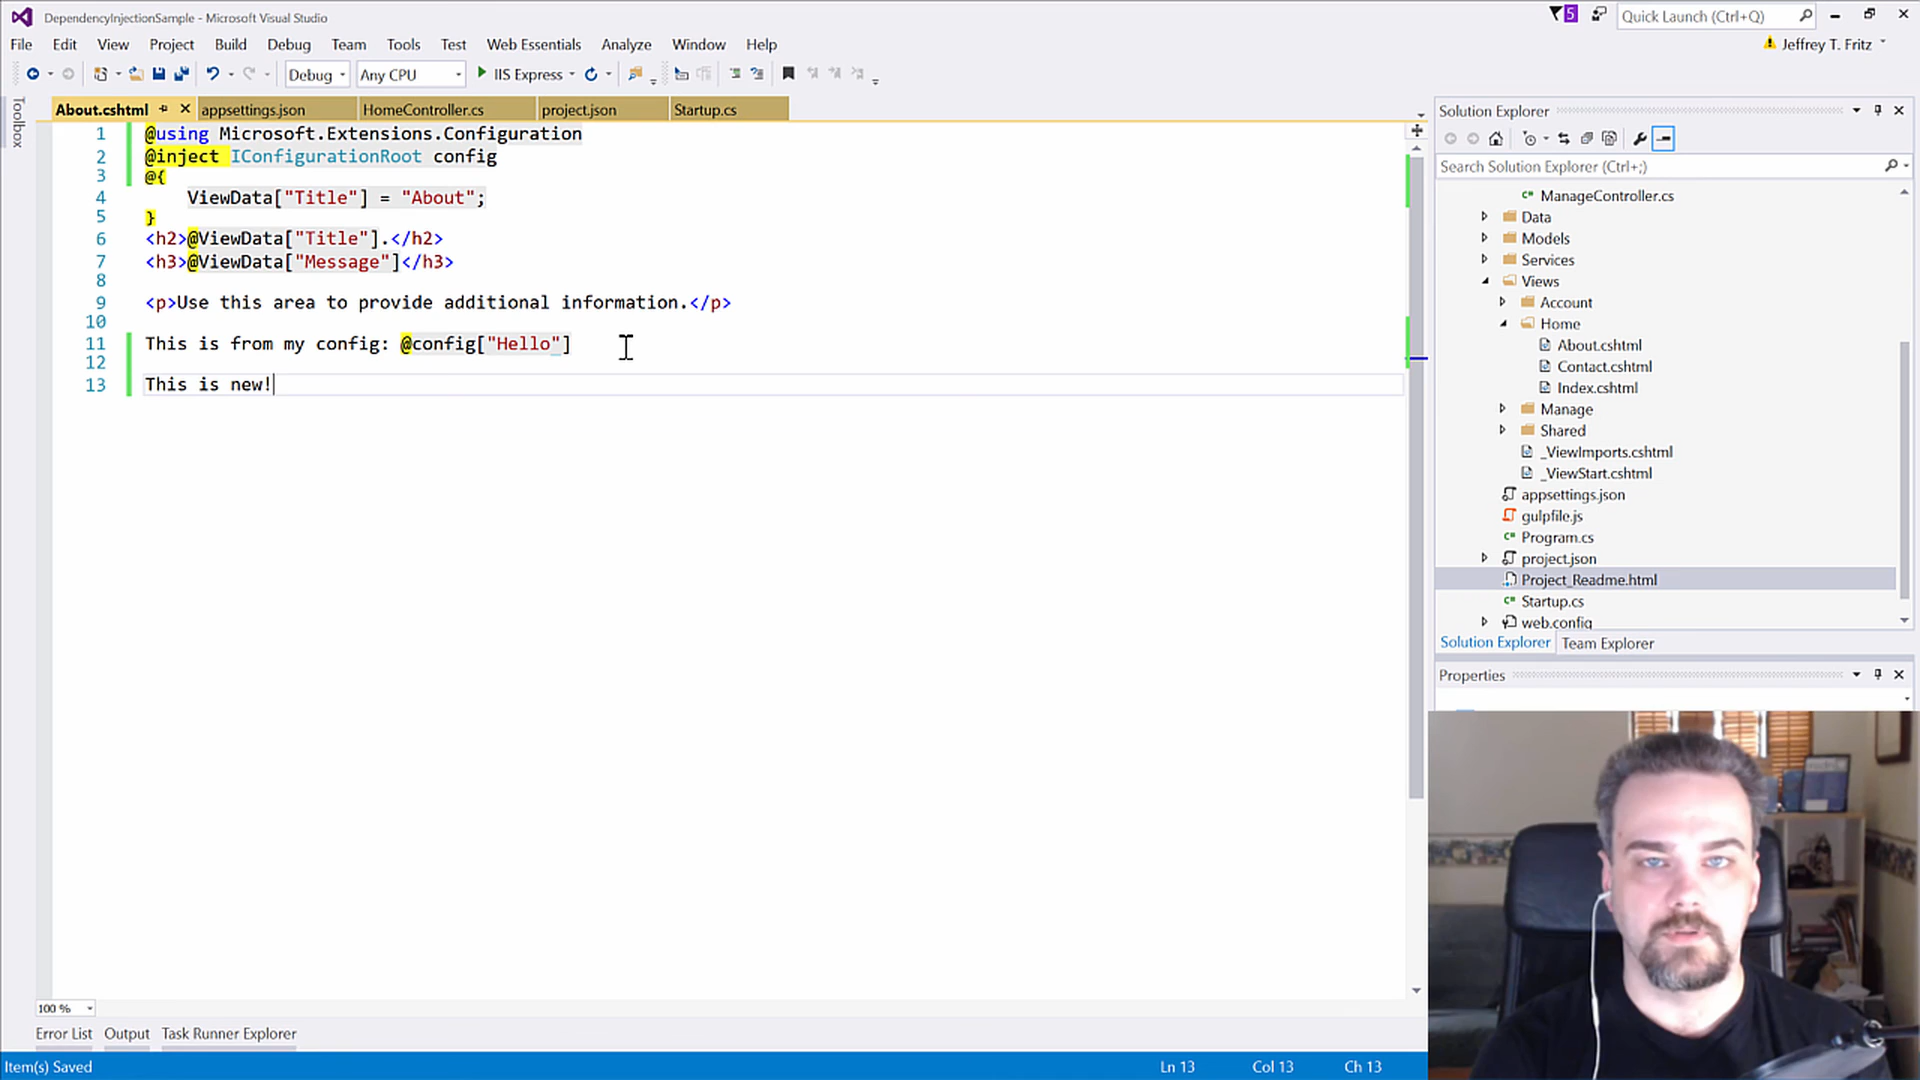 DependencyInjectionSample - Microsoft Visual Studio
5
Quick Launch (Ctrl+Q)
File Edit View Project Build Debug Team Tools Test Web Essentials Analyze Window Help
Jeffrey T. Fritz
Debug Any CPU IIS Express
Toolbox
About.cshtml appsettings.json HomeController.cs project.json Startup.cs
1 @using Microsoft.Extensions.Configuration
2 @inject IConfigurationRoot config
3 @{
4 ViewData["Title"] = "About";
5 }
6 <h2>@ViewData["Title"].</h2>
7 <h3>@ViewData["Message"]</h3>
8
9 <p>Use this area to provide additional information.</p>
10
11 This is from my config: @config["Hello"]
12
13 This is new!
100 %
Error List Output Task Runner Explorer
Item(s) Saved
Ln 13 Col 13 Ch 13
Solution Explorer
Search Solution Explorer (Ctrl+;)
C# ManageController.cs
Data
Models
Services
Views
Account
Home
About.cshtml
Contact.cshtml
Index.cshtml
Manage
Shared
_ViewImports.cshtml
_ViewStart.cshtml
appsettings.json
gulpfile.js
C# Program.cs
project.json
Project_Readme.html
C# Startup.cs
web.config
Solution Explorer Team Explorer
Properties